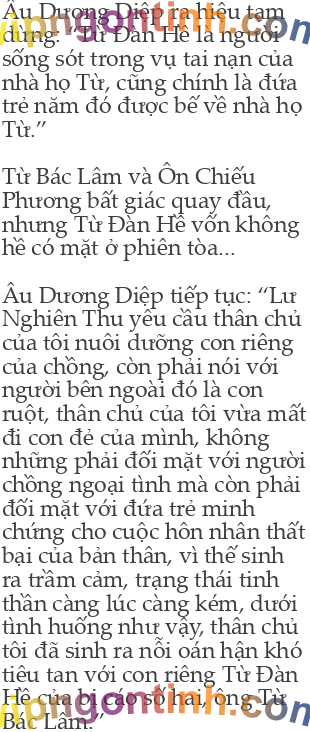 Âu Dương Diệp ra hiệu tạm
dừng: “Từ Đàn Hề là người
sống sót trong vụ tai nạn của
nhà họ Từ, cũng chính là đứa
trẻ năm đó được bế về nhà họ
Từ.”
Từ Bác Lâm và Ôn Chiếu
Phương bất giác quay đầu,
nhưng Từ Đàn Hề vốn không
hề có mặt ở phiên tòa...
Âu Dương Diệp tiếp tục: “Lư
Nghiên Thu yêu cầu thân chủ
của tôi nuôi dưỡng con riêng
của chồng, còn phải nói với
người bên ngoài đó là con
ruột, thân chủ của tôi vừa mất
đi con đẻ của mình, không
những phải đối mặt với người
chồng ngoại tình mà còn phải
đối mặt với đứa trẻ minh
chứng cho cuộc hôn nhân thất
bại của bản thân, vì thế sinh
ra trầm cảm, trạng thái tinh
thần càng lúc càng kém, dưới
tình huống như vậy, thân chủ
tôi đã sinh ra nỗi oán hận khó
tiêu tan với con riêng Từ Đàn
Hề của bị cáo số hai, ông Từ
Bác Lâm.”